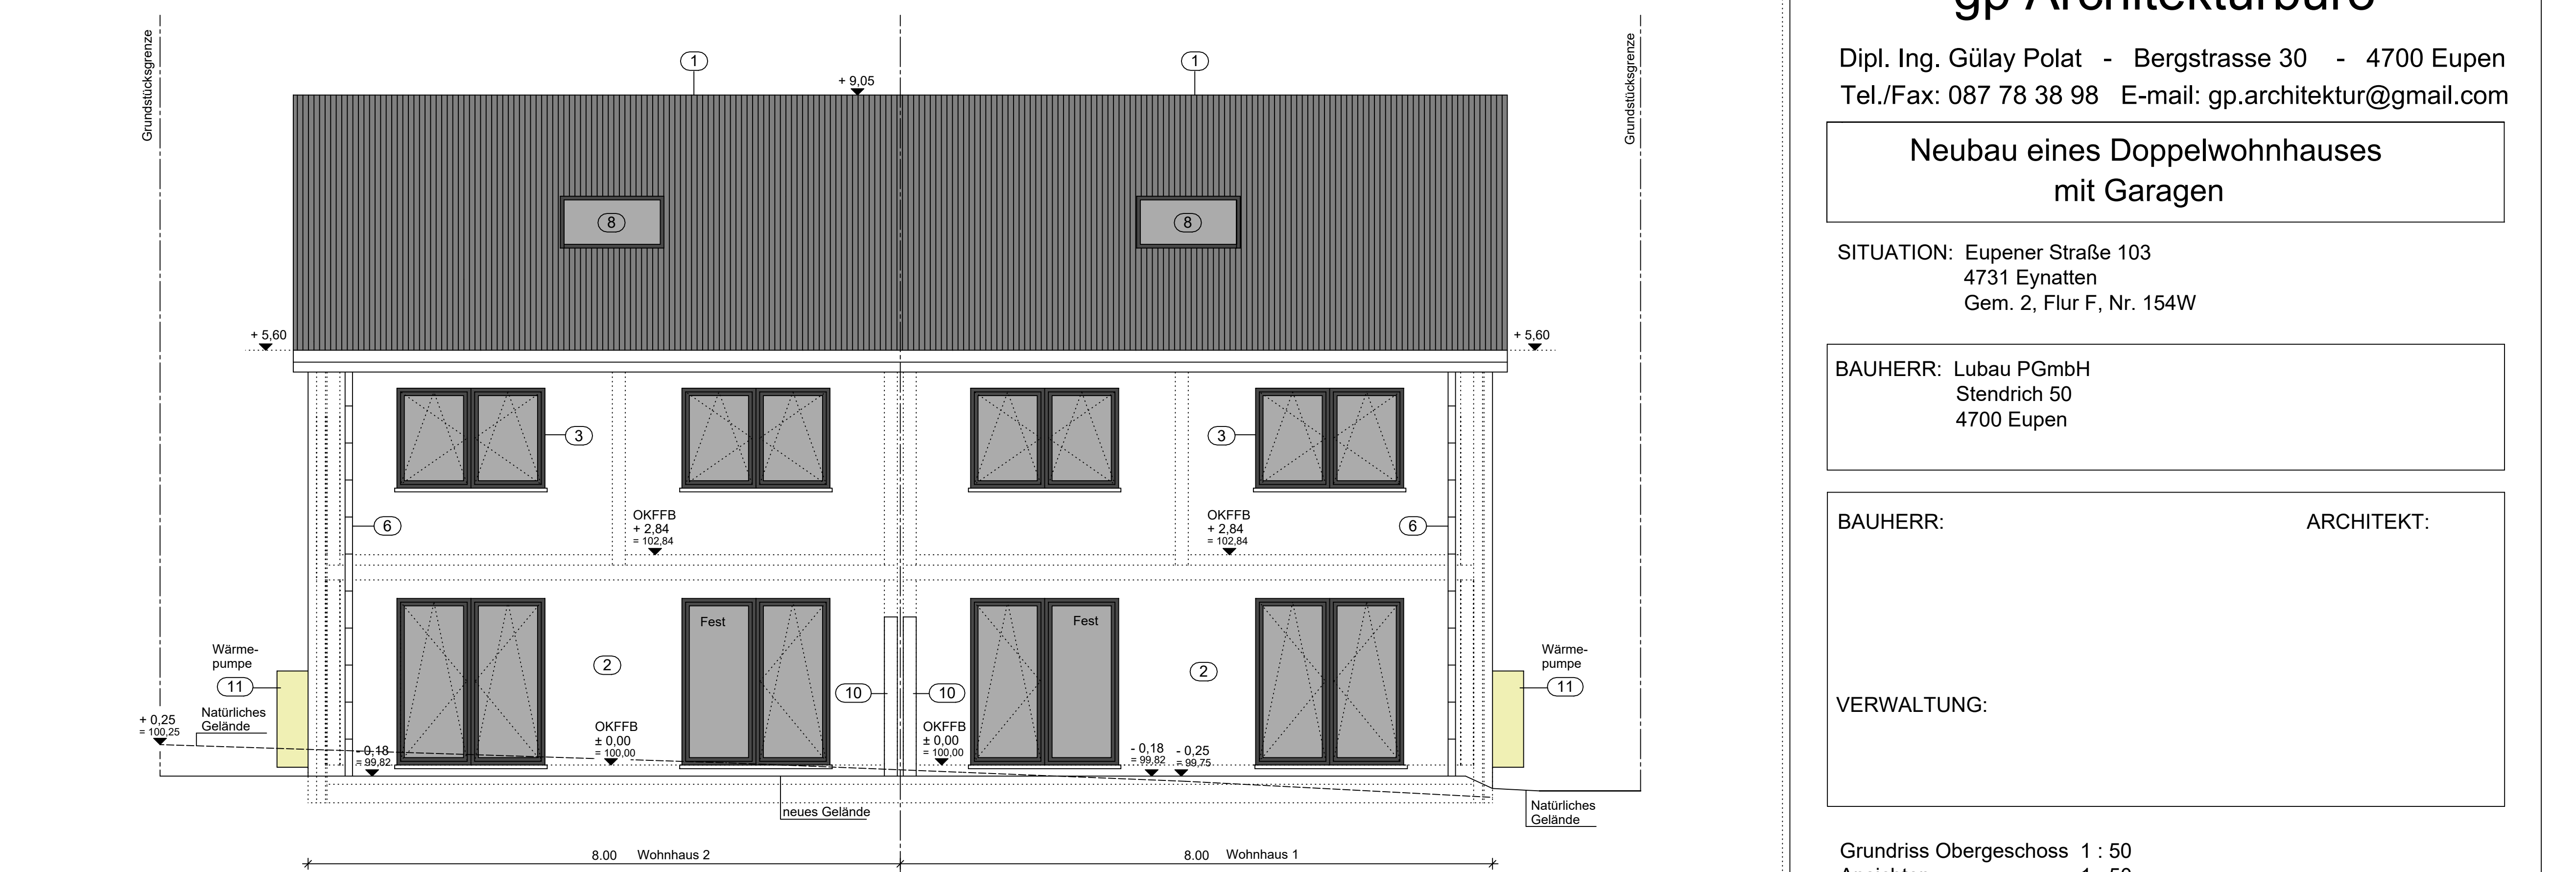 Grundstücksgrenze
1
1
Grundstücksgrenze
+ 9,05
8
8
+ 5,60
+ 5,60
3
3
OKFFB
+ 2,84
= 102,84
OKFFB
+ 2,84
= 102,84
6
6
Fest
Fest
Wärme-
pumpe
11
2
2
10
10
Wärme-
pumpe
11
Natürliches
Gelände
+ 0,25
= 100,25
- 0,18
= 99,82
OKFFB
± 0,00
= 100,00
OKFFB
± 0,00
= 100,00
- 0,18
= 99,82
- 0,25
= 99,75
neues Gelände
Natürliches
Gelände
8.00 Wohnhaus 2
8.00 Wohnhaus 1
gp Architekturbüro
Dipl. Ing. Gülay Polat - Bergstrasse 30 - 4700 Eupen
Tel./Fax: 087 78 38 98 E-mail: gp.architektur@gmail.com
Neubau eines Doppelwohnhauses
mit Garagen
SITUATION: Eupener Straße 103
4731 Eynatten
Gem. 2, Flur F, Nr. 154W
BAUHERR: Lubau PGmbH
Stendrich 50
4700 Eupen
BAUHERR: ARCHITEKT:
VERWALTUNG:
Grundriss Obergeschoss 1 : 50